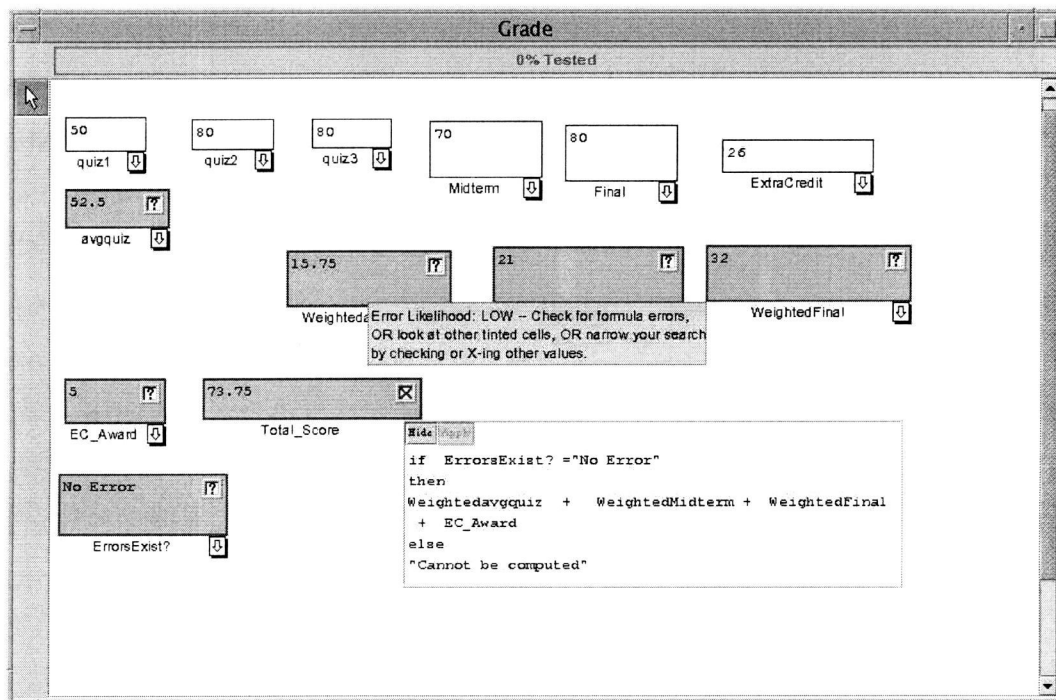 Grade
0% Tested
50
80
80
70
80
26
quiz1
quiz2
quiz3
Midterm
Final
ExtraCredit
52.5 ?
avgquiz
15.75 ?
21 ?
32 ?
WeightedFinal
Error Likelihood: LOW -- Check for formula errors,
OR look at other tinted cells, OR narrow your search
by checking or X-ing other values.
5 ?
73.75
EC_Award
Total_Score
Hide Apply
if ErrorsExist? ="No Error"
then
Weightedavgquiz + WeightedMidterm + WeightedFinal
+ EC_Award
else
"Cannot be computed"
No Error ?
ErrorsExist?